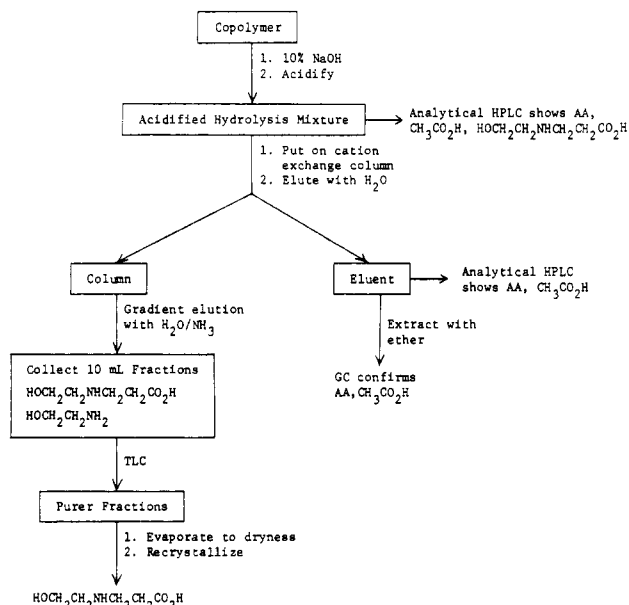 Copolymer
1. 10% NaOH
2. Acidify
Acidified Hydrolysis Mixture
Analytical HPLC shows AA,
CH3CO2H, HOCH2CH2NHCH2CH2CO2H
1. Put on cation
exchange column
2. Elute with H2O
Column
Eluent
Analytical HPLC
shows AA, CH3CO2H
Gradient elution
with H2O/NH3
Extract with
ether
Collect 10 mL Fractions
HOCH2CH2NHCH2CH2CO2H
HOCH2CH2NH2
GC confirms
AA,CH3CO2H
TLC
Purer Fractions
1. Evaporate to dryness
2. Recrystallize
HOCH2CH2NHCH2CH2CO2H